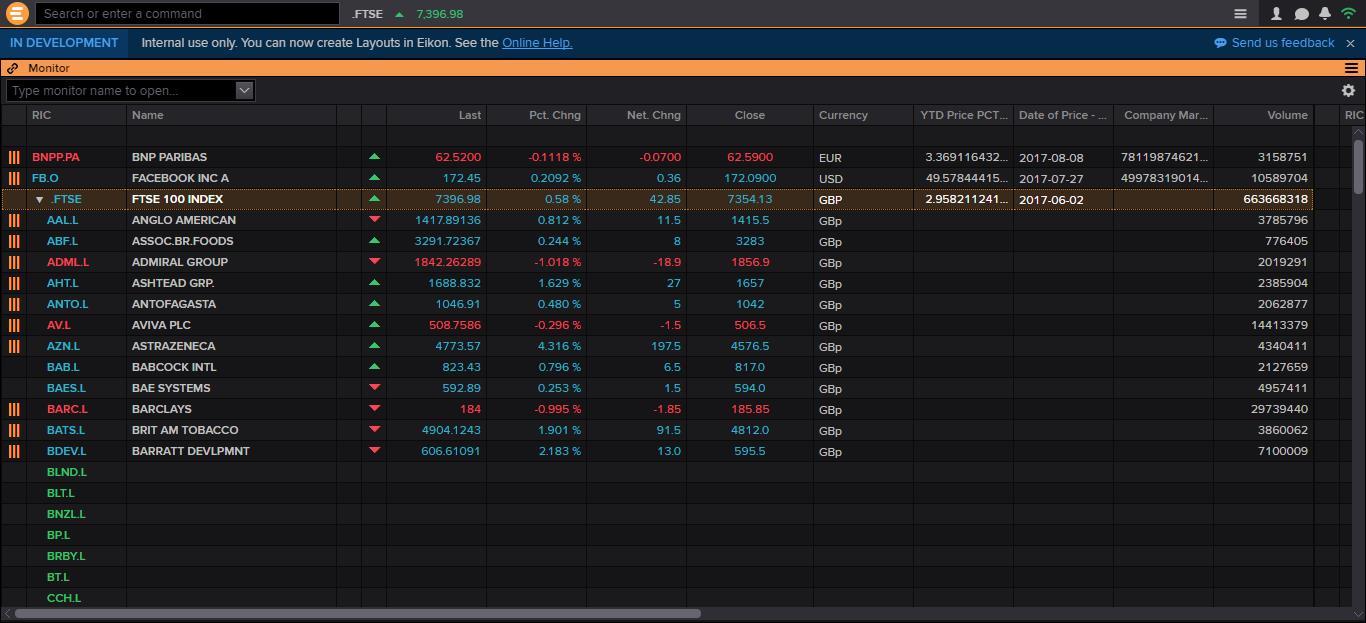 Search or enter a command .FTSE 7,396.98
IN DEVELOPMENT Internal use only. You can now create Layouts in Eikon. See the Online Help. Send us feedback
Monitor
Type monitor name to open...
RIC Name Last Pct. Chng Net. Chng Close Currency YTD Price PCT... Date of Price - ... Company Mar... Volume RIC
BNPP.PA BNP PARIBAS 62.5200 -0.1118 % -0.0700 62.5900 EUR 3.369116432... 2017-08-08 78119874621... 3158751
FB.O FACEBOOK INC A 172.45 0.2092 % 0.36 172.0900 USD 49.57844415... 2017-07-27 49978319014... 10589704
.FTSE FTSE 100 INDEX 7396.98 0.58 % 42.85 7354.13 GBP 2.958211241... 2017-06-02 663668318
AAL.L ANGLO AMERICAN 1417.89136 0.812 % 11.5 1415.5 GBp 3785796
ABF.L ASSOC.BR.FOODS 3291.72367 0.244 % 8 3283 GBp 776405
ADML.L ADMIRAL GROUP 1842.26289 -1.018 % -18.9 1856.9 GBp 2019291
AHT.L ASHTEAD GRP. 1688.832 1.629 % 27 1657 GBp 2385904
ANTO.L ANTOFAGASTA 1046.91 0.480 % 5 1042 GBp 2062877
AV.L AVIVA PLC 508.7586 -0.296 % -1.5 506.5 GBp 14413379
AZN.L ASTRAZENECA 4773.57 4.316 % 197.5 4576.5 GBp 4340411
BAB.L BABCOCK INTL 823.43 0.796 % 6.5 817.0 GBp 2127659
BAES.L BAE SYSTEMS 592.89 0.253 % 1.5 594.0 GBp 4957411
BARC.L BARCLAYS 184 -0.995 % -1.85 185.85 GBp 29739440
BATS.L BRIT AM TOBACCO 4904.1243 1.901 % 91.5 4812.0 GBp 3860062
BDEV.L BARRATT DEVLPMNT 606.61091 2.183 % 13.0 595.5 GBp 7100009
BLND.L
BLT.L
BNZL.L
BP.L
BRBY.L
BT.L
CCH.L